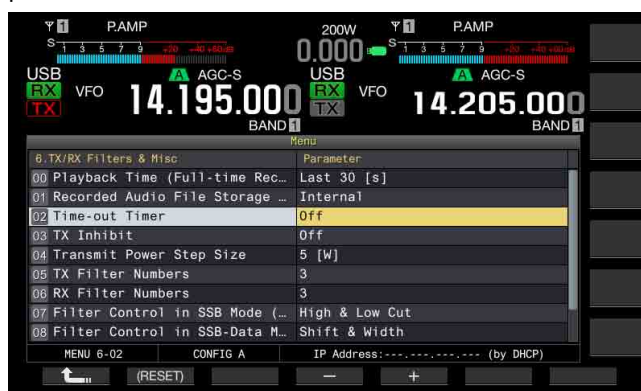 1 P.AMP 200W 1 P.AMP
S 1 3 5 7 9 +20 +40 +60dB 0.000 S 1 3 5 7 9 +20 +40 +60dB
USB A AGC-S USB A AGC-S
RX VFO 14.195.000 RX VFO 14.205.000
TX TX
BAND 1 BAND 1
Menu
6.TX/RX Filters & Misc Parameter
00 Playback Time (Full-time Rec… Last 30 [s]
01 Recorded Audio File Storage … Internal
02 Time-out Timer Off
03 TX Inhibit Off
04 Transmit Power Step Size 5 [W]
05 TX Filter Numbers 3
06 RX Filter Numbers 3
07 Filter Control in SSB Mode (… High & Low Cut
08 Filter Control in SSB-Data M… Shift & Width
MENU 6-02 CONFIG A IP Address:---.---.---.--- (by DHCP)
(RESET) − +